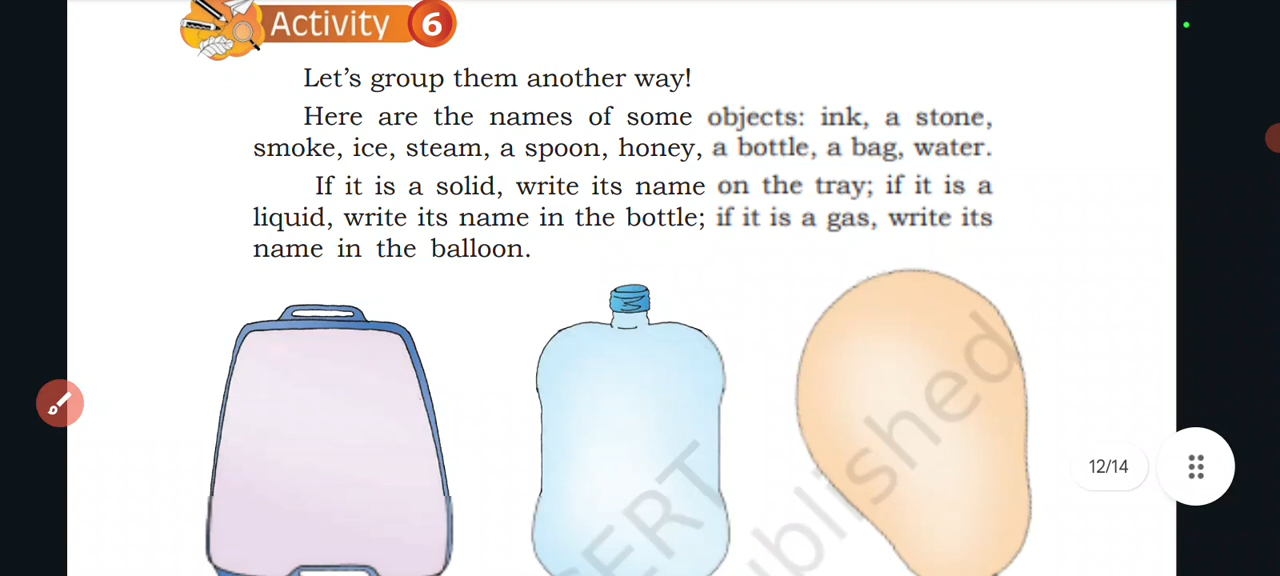 Activity 6
Let's group them another way!
Here are the names of some objects: ink, a stone,
smoke, ice, steam, a spoon, honey, a bottle, a bag, water.
If it is a solid, write its name on the tray; if it is a
liquid, write its name in the bottle; if it is a gas, write its
name in the balloon.
12/14